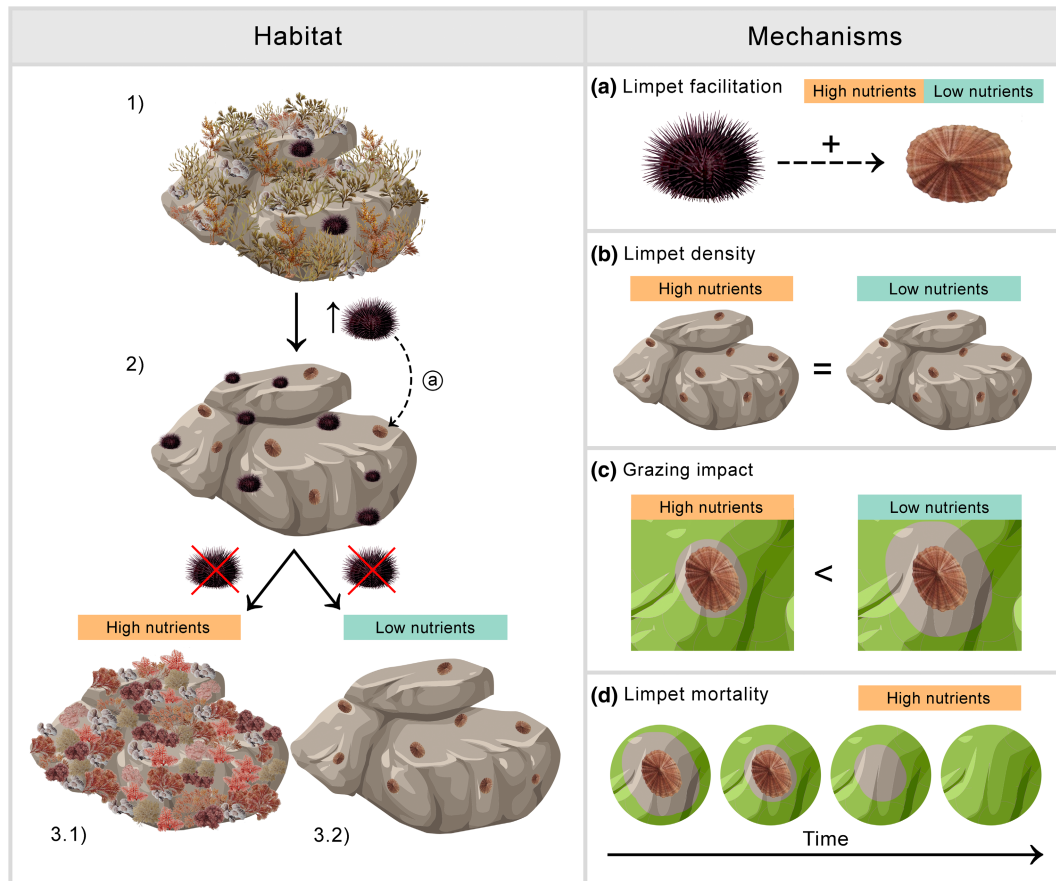 Habitat
Mechanisms
1)
2)
ⓐ
High nutrients
Low nutrients
3.1)
3.2)
(a) Limpet facilitation
High nutrients
Low nutrients
+
(b) Limpet density
High nutrients
Low nutrients
=
(c) Grazing impact
High nutrients
Low nutrients
<
(d) Limpet mortality
High nutrients
Time